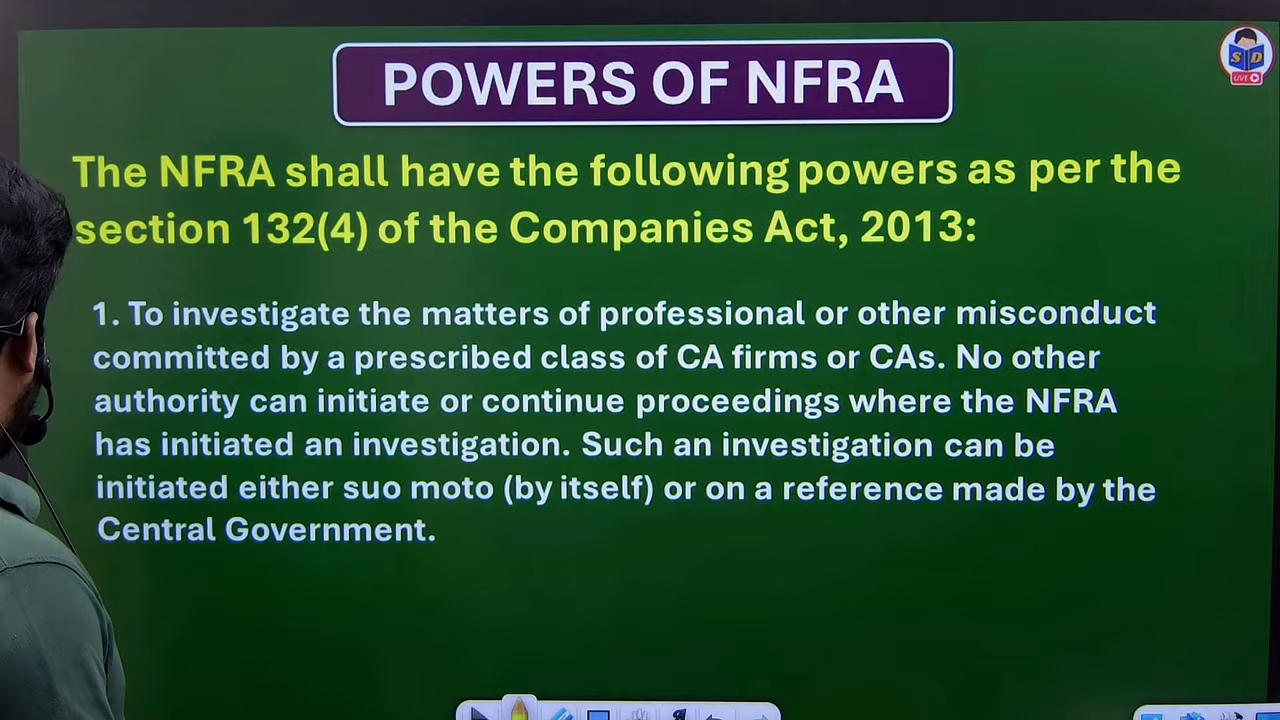 POWERS OF NFRA
The NFRA shall have the following powers as per the
section 132(4) of the Companies Act, 2013:
1. To investigate the matters of professional or other misconduct
committed by a prescribed class of CA firms or CAs. No other
authority can initiate or continue proceedings where the NFRA
has initiated an investigation. Such an investigation can be
initiated either suo moto (by itself) or on a reference made by the
Central Government.
S D
LIVE